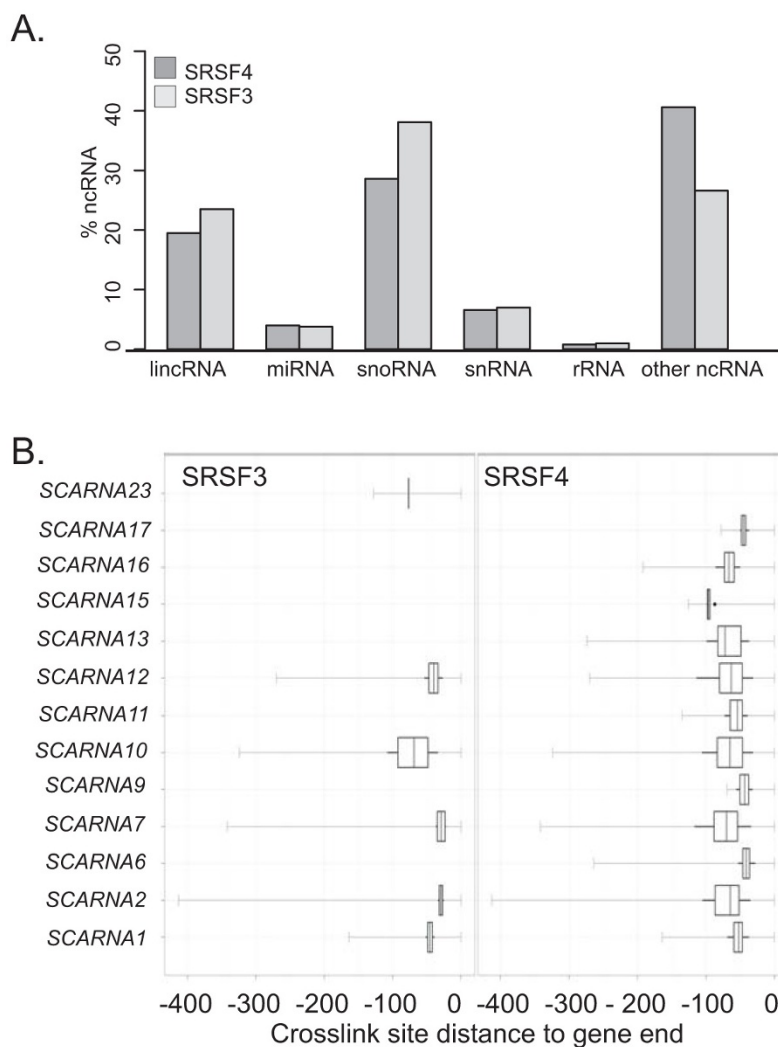 A.
50
40
30
20
10
0
% ncRNA
SRSF4
SRSF3
lincRNA miRNA snoRNA snRNA rRNA other ncRNA
B.
SRSF3 SRSF4
SCARNA23
SCARNA17
SCARNA16
SCARNA15
SCARNA13
SCARNA12
SCARNA11
SCARNA10
SCARNA9
SCARNA7
SCARNA6
SCARNA2
SCARNA1
-400 -300 -200 -100 0 -400 -300 - 200 -100 0
Crosslink site distance to gene end